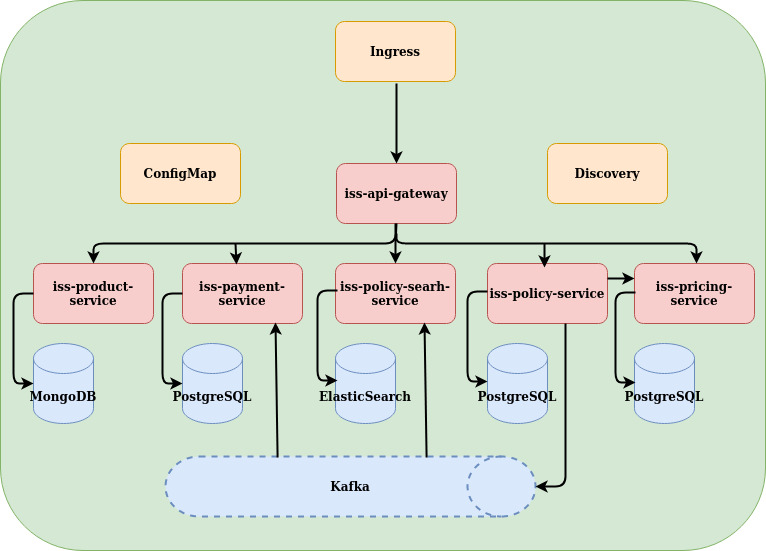 Ingress
ConfigMap
iss-api-gateway
Discovery
iss-product-
service
iss-payment-
service
iss-policy-searh-
service
iss-policy-service
iss-pricing-
service
MongoDB
PostgreSQL
ElasticSearch
PostgreSQL
PostgreSQL
Kafka